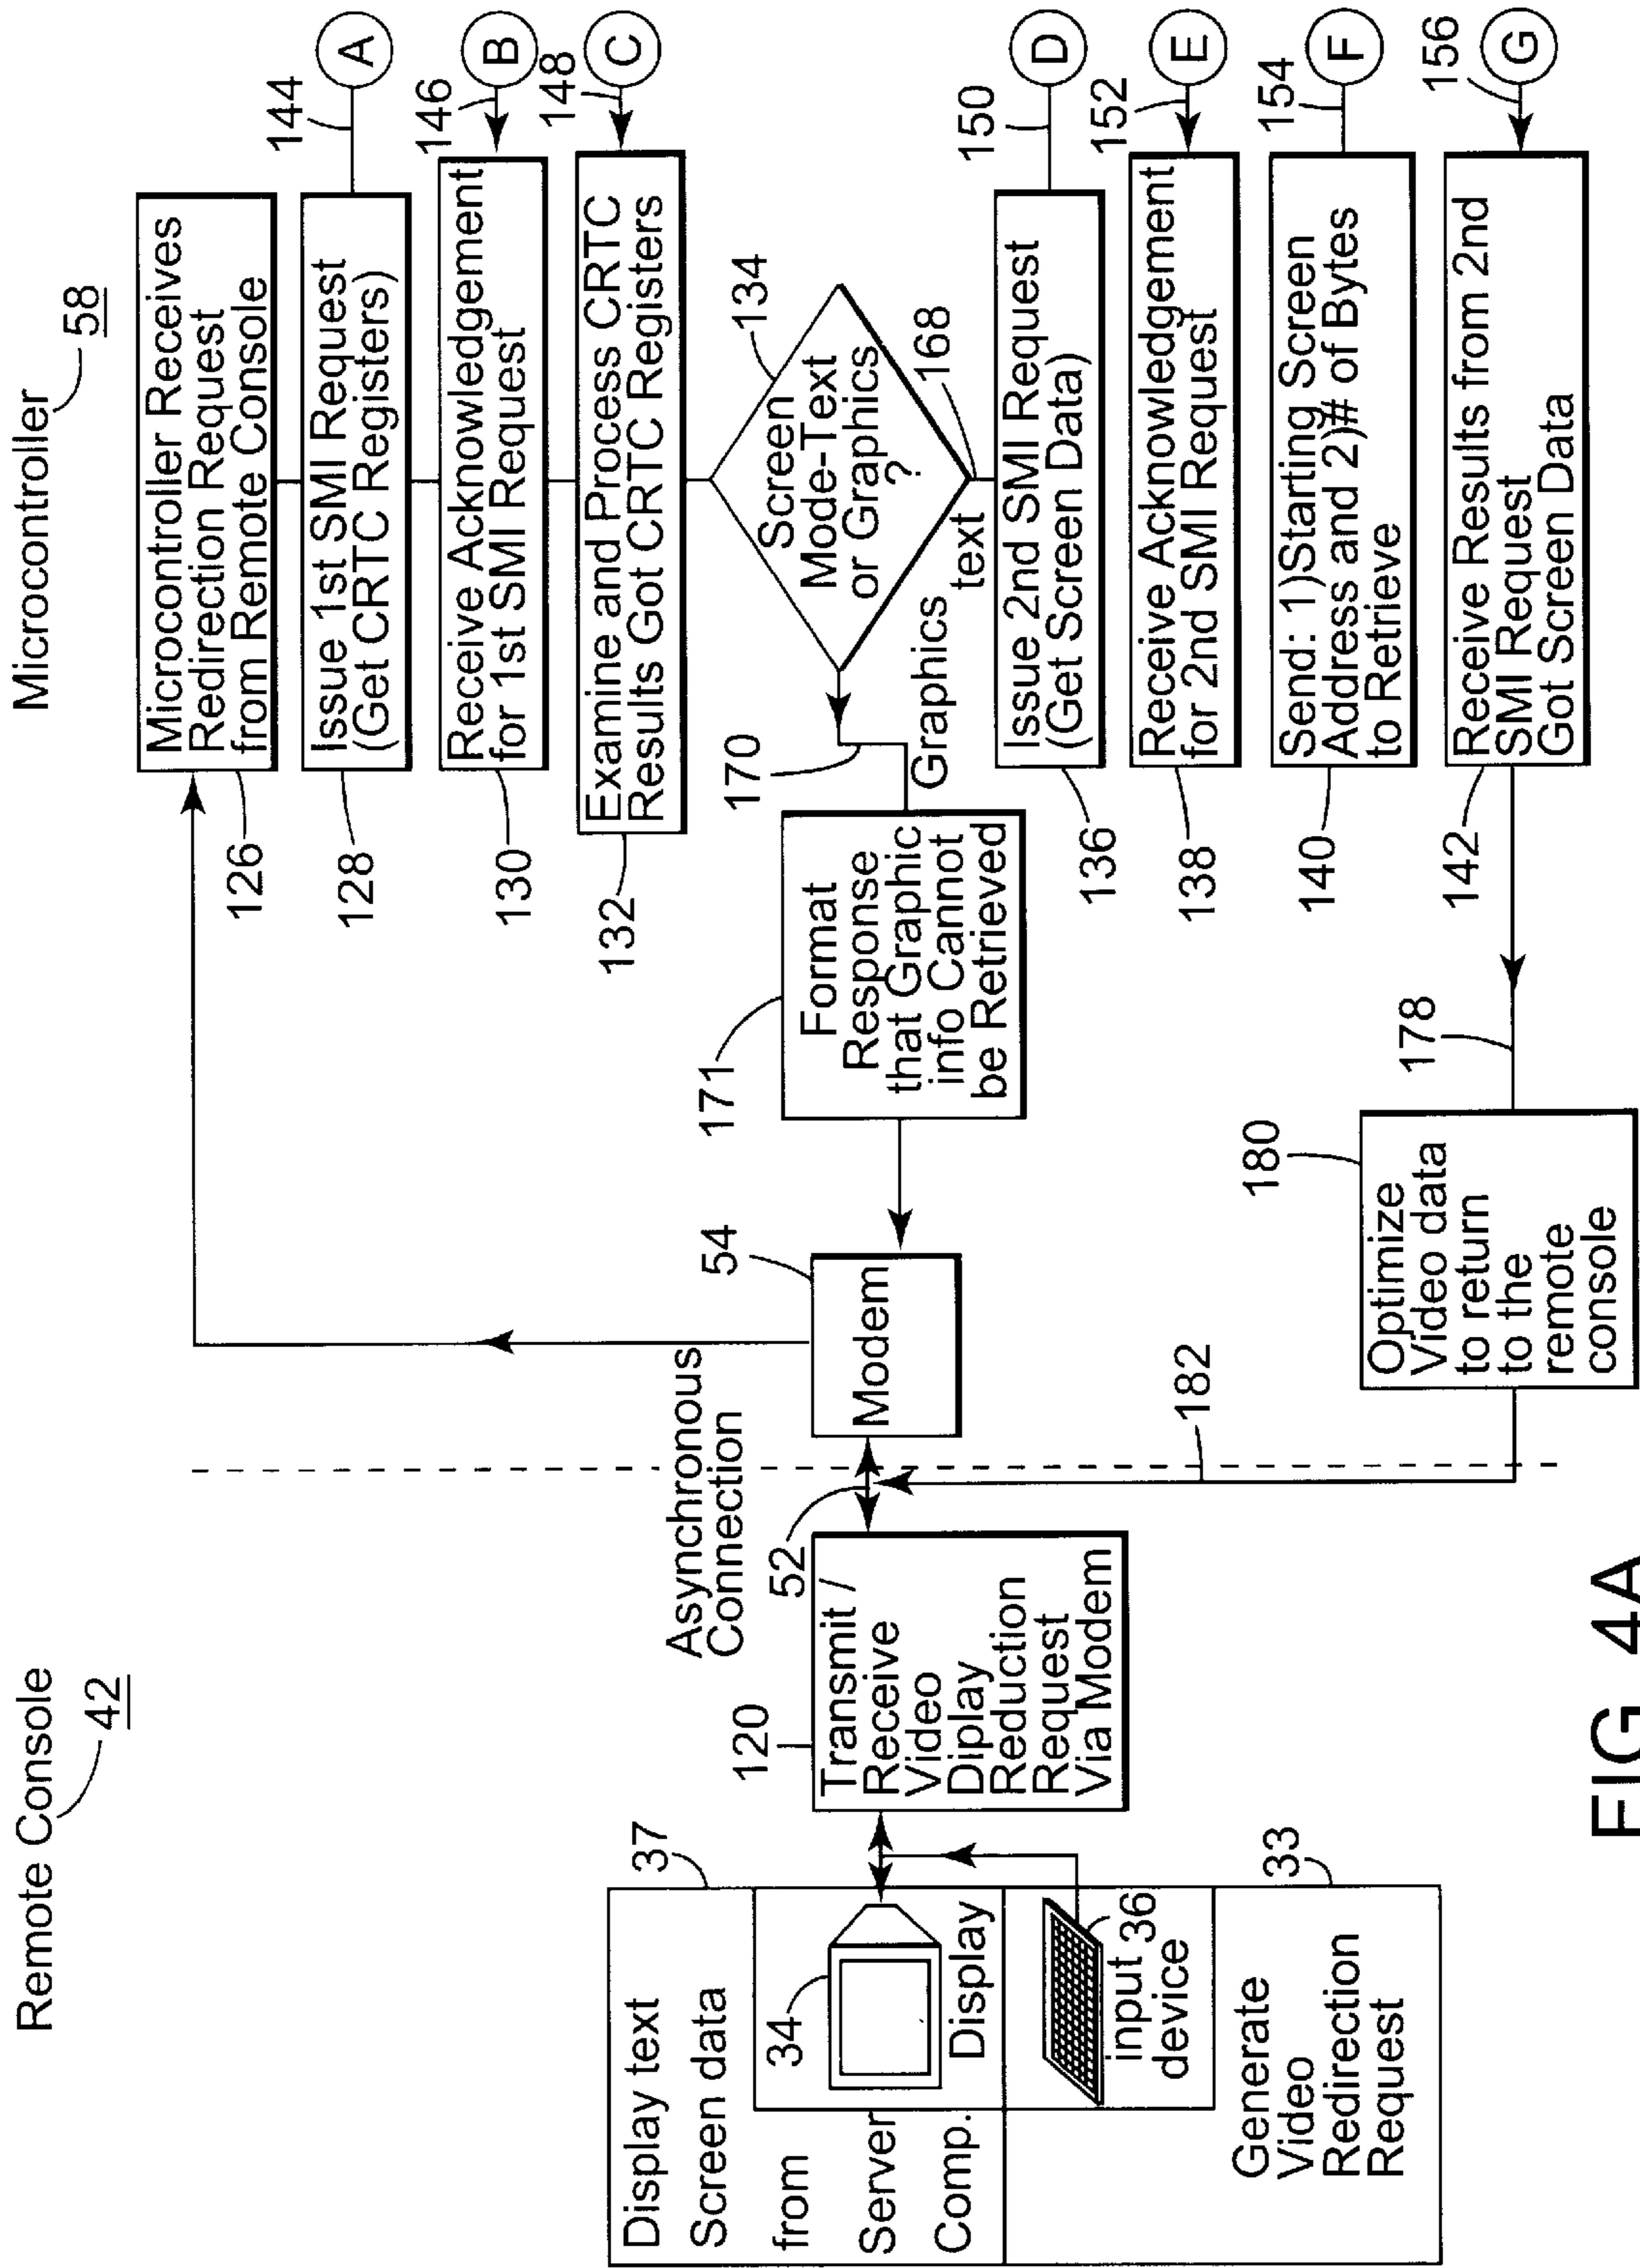 Remote Console
42
Microcontroller
58
Display text
Screen data
from
Server
Comp.
37
34
Display
input
device
36
33
Generate
Video
Redirection
Request
120
Transmit /
Receive
Video
Diplay
Reduction
Request
Via Modem
52
Asynchronous
Connection
Modem
54
182
Microcontroller Receives
Redirection Request
from Remote Console
126
Issue 1st SMI Request
(Get CRTC Registers)
128
144
A
Receive Acknowledgement
for 1st SMI Request
130
146
B
Examine and Process CRTC
Results Got CRTC Registers
132
148
C
Screen
Mode-Text
or Graphics
?
134
168
text
Graphics
170
Format
Response
that Graphic
info Cannot
be Retrieved
171
Issue 2nd SMI Request
(Get Screen Data)
136
150
D
Receive Acknowledgement
for 2nd SMI Request
138
152
E
Send: 1)Starting Screen
Address and 2)# of Bytes
to Retrieve
140
154
F
Receive Results from 2nd
SMI Request
Got Screen Data
142
156
G
178
180
Optimize
Video data
to return
to the
remote
console
FIG. 4A